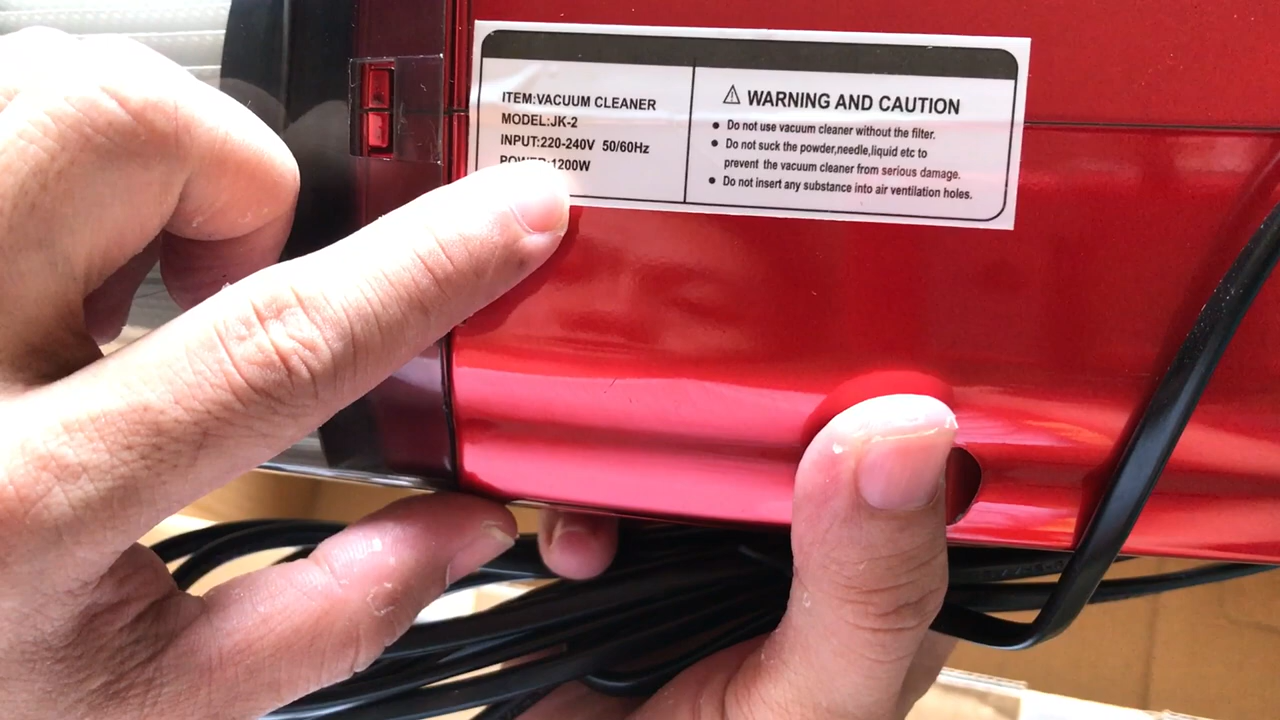 ITEM:VACUUM CLEANER
MODEL:JK-2
INPUT:220-240V 50/60Hz
POWER:1200W
WARNING AND CAUTION
Do not use vacuum cleaner without the filter.
Do not suck the powder,needle,liquid etc to
prevent the vacuum cleaner from serious damage.
Do not insert any substance into air ventilation holes.